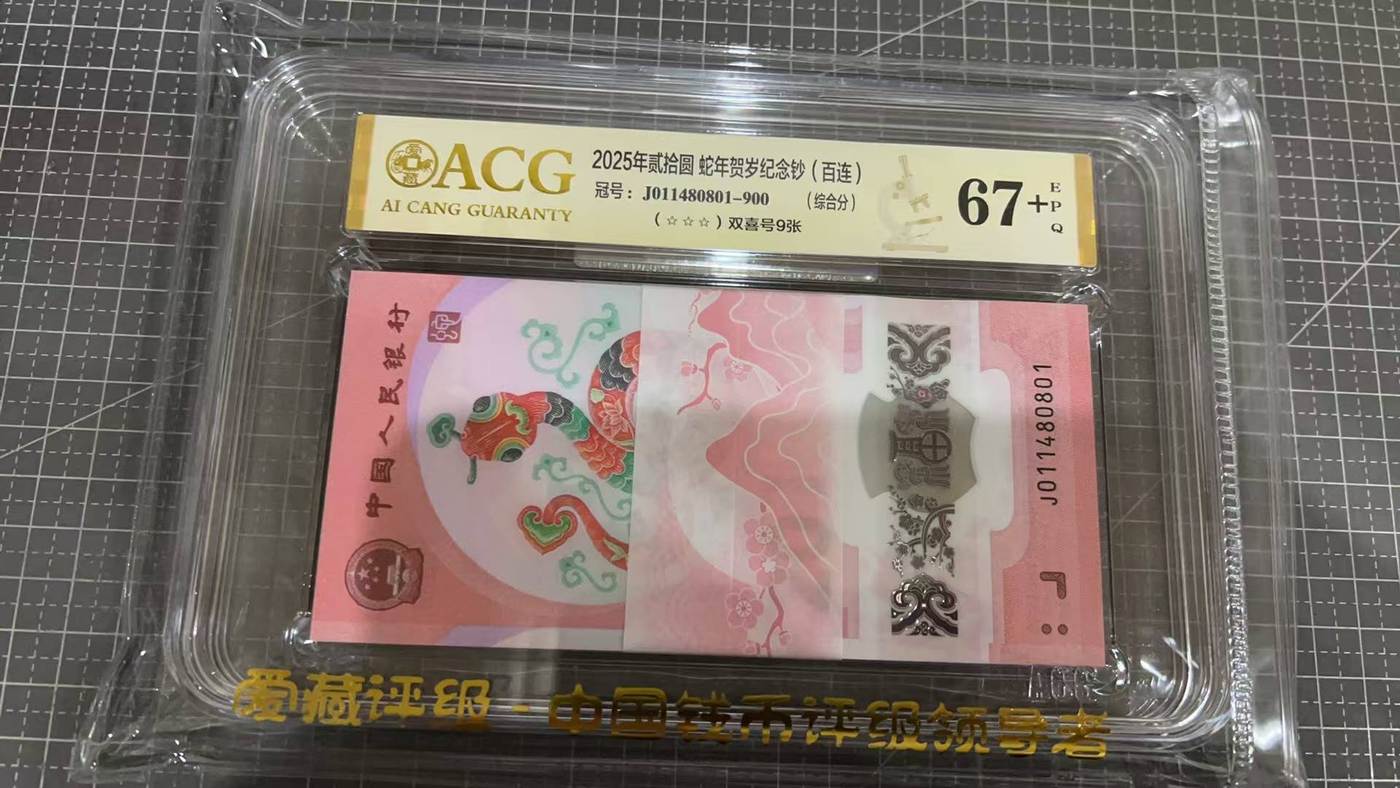 ACG
AI CANG GUARANTY
2025年贰拾圆 蛇年贺岁纪念钞（百连）
冠号：J011480801-900 （综合分）
（☆☆☆）双喜号9张
67+
EPQ
中国人民银行
J011480801
ACG
爱藏评级-中国钱币评级领导者